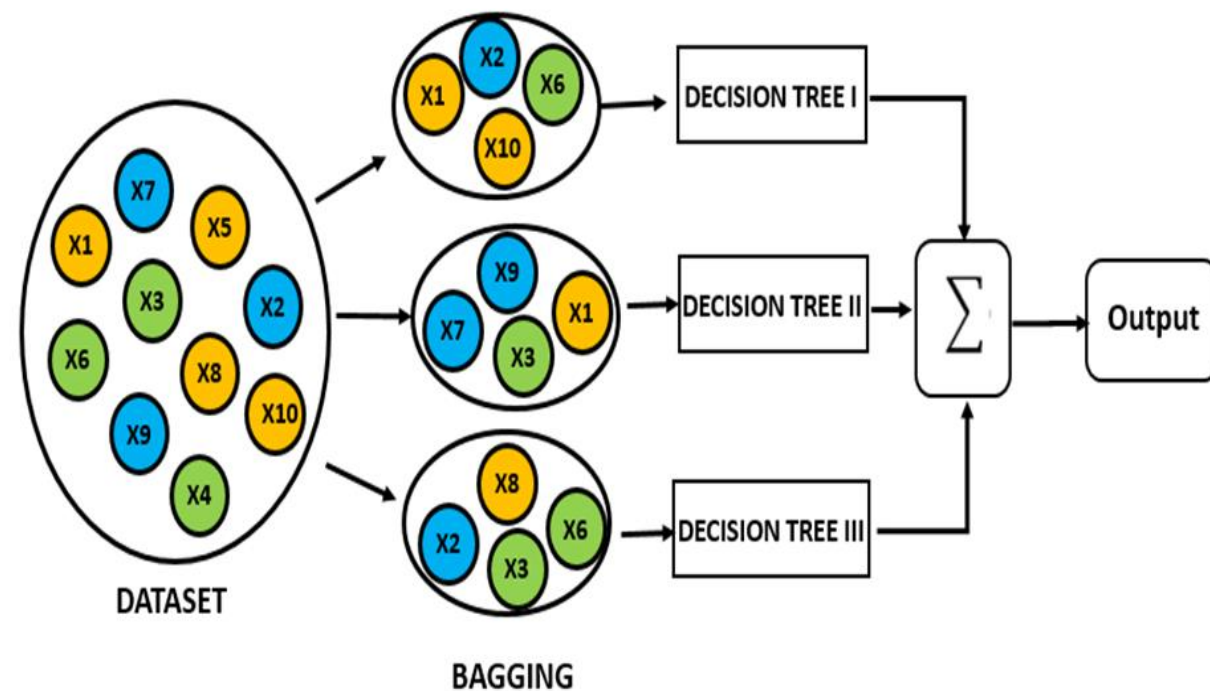 X7
X1
X5
X3
X2
X6
X8
X10
X9
X4
DATASET
X2
X1
X6
X10
X9
X7
X1
X3
X8
X2
X6
X3
BAGGING
DECISION TREE I
DECISION TREE II
DECISION TREE III
∑
Output